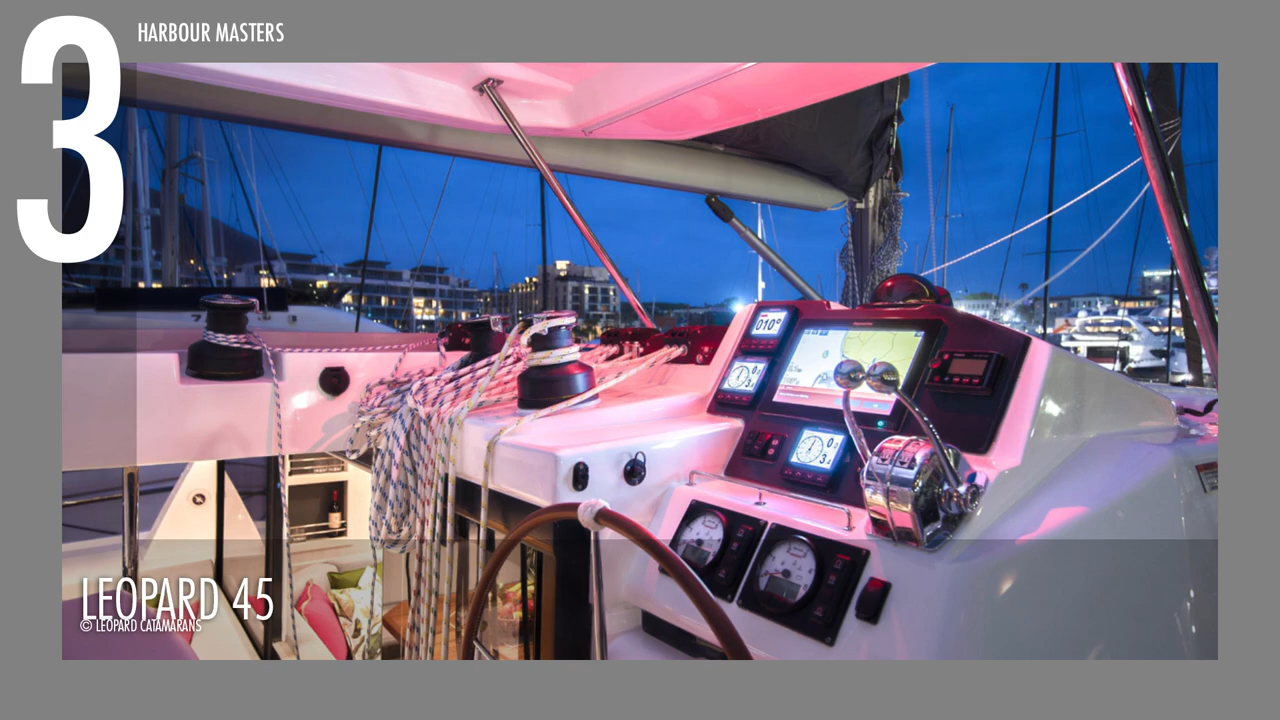 3
HARBOUR MASTERS
010°
LEOPARD 45
© LEOPARD CATAMARANS